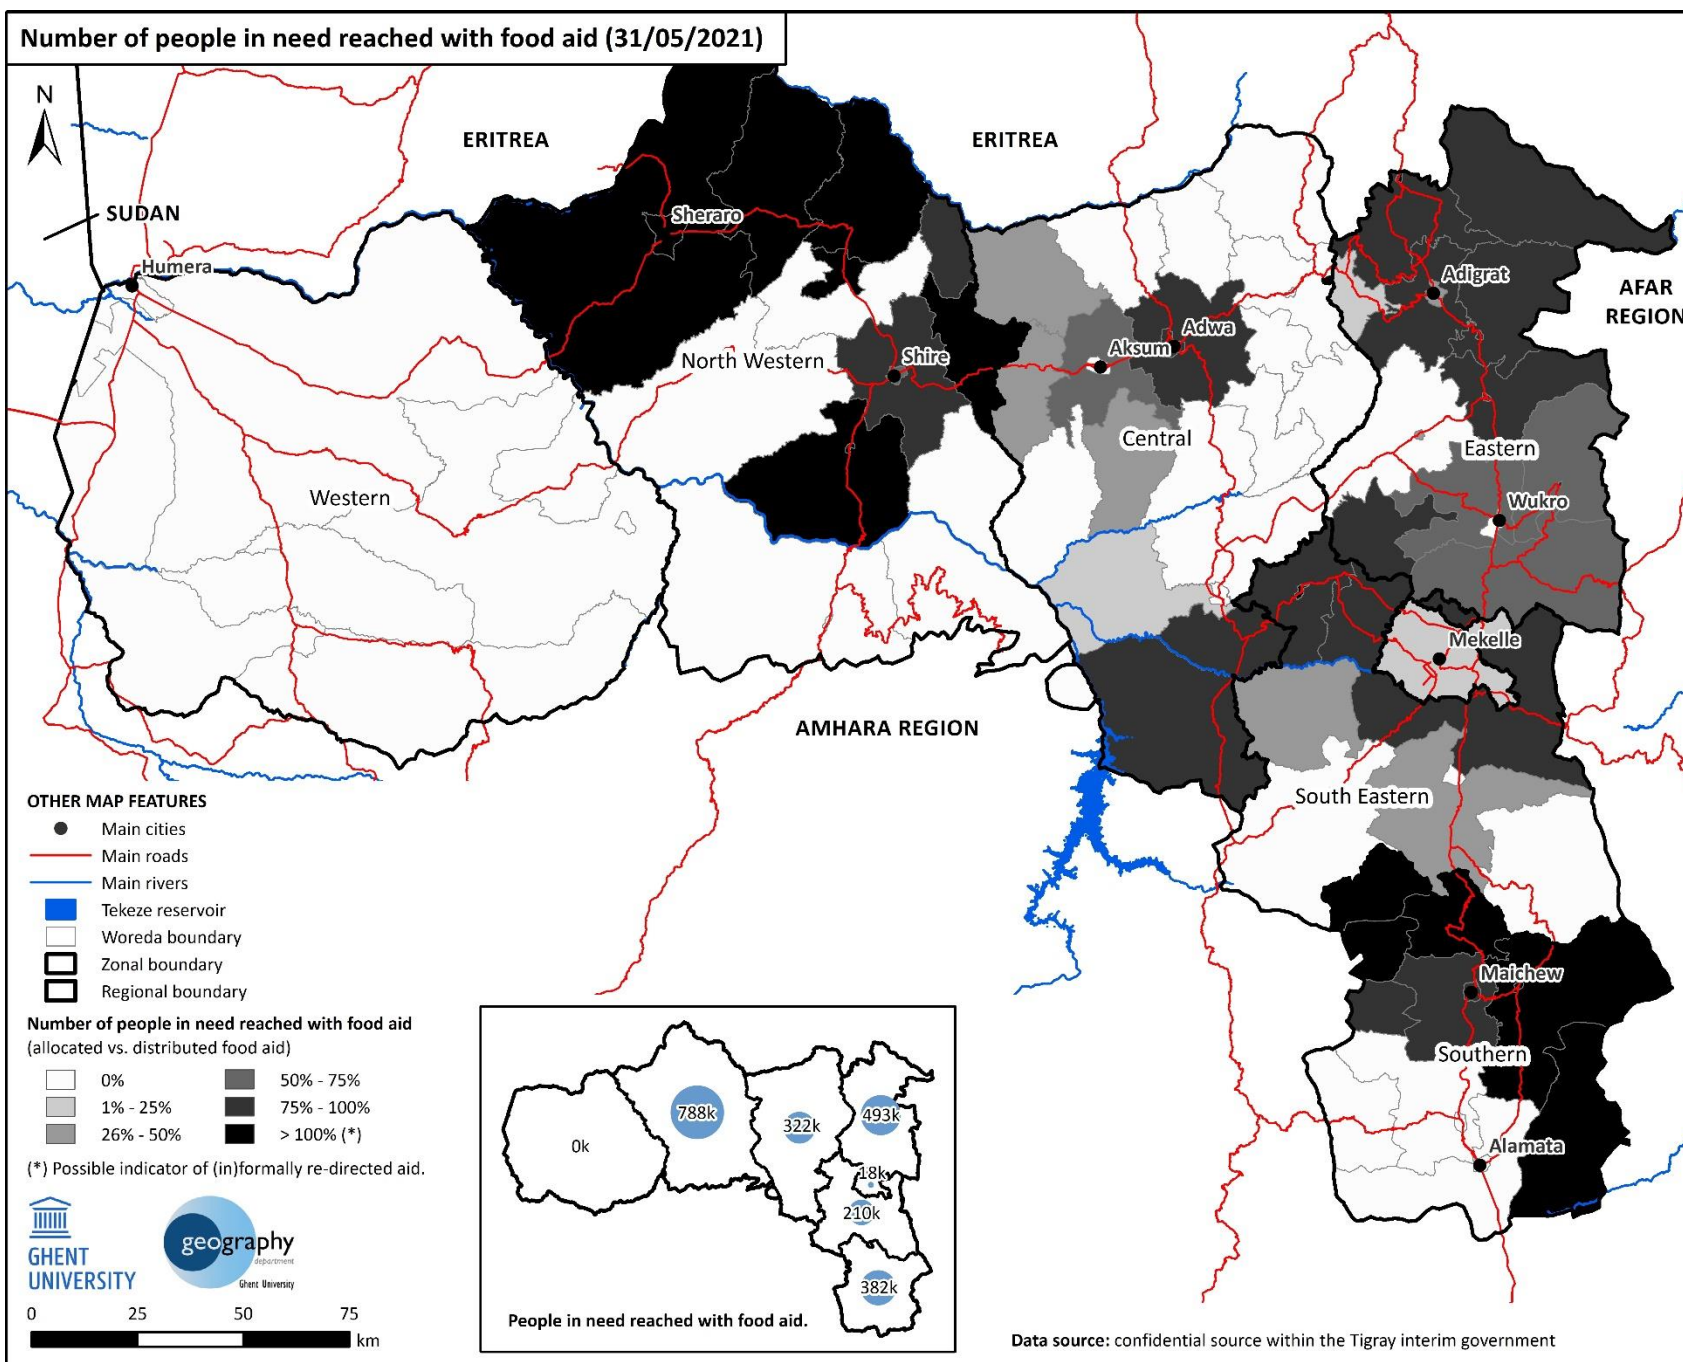 Number of people in need reached with food aid (31/05/2021)
N
ERITREA
ERITREA
SUDAN
Humera
Sheraro
Adigrat
AFAR
REGION
North Western
Shire
Aksum
Adwa
Central
Eastern
Western
Wukro
Mekelle
AMHARA REGION
South Eastern
Maichew
Southern
Alamata
OTHER MAP FEATURES
Main cities
Main roads
Main rivers
Tekeze reservoir
Woreda boundary
Zonal boundary
Regional boundary
Number of people in need reached with food aid
(allocated vs. distributed food aid)
0%
50% - 75%
1% - 25%
75% - 100%
26% - 50%
> 100% (*)
(*) Possible indicator of (in)formally re-directed aid.
GHENT
UNIVERSITY
geography
department
Ghent University
0 25 50 75
km
0k
788k
322k
493k
18k
210k
382k
People in need reached with food aid.
Data source: confidential source within the Tigray interim government